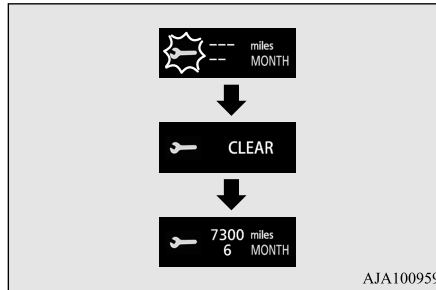 --- miles
-- MONTH
CLEAR
7300 miles
6 MONTH
AJA100959